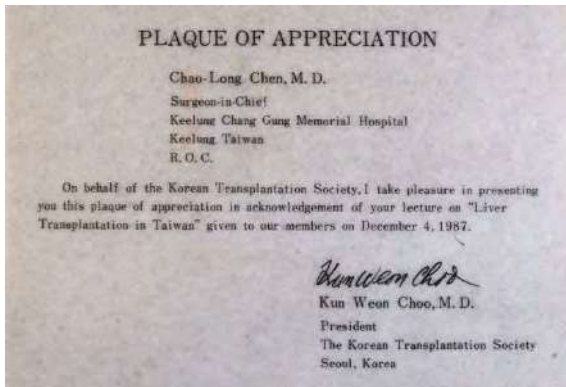 PLAQUE OF APPRECIATION
Chao-Long Chen, M. D.
Surgeon-in-Chief
Keelung Chang Gung Memorial Hospital
Keelung Taiwan
R. O. C.
On behalf of the Korean Transplantation Society, I take pleasure in presenting
you this plaque of appreciation in acknowledgement of your lecture on "Liver
Transplantation in Taiwan" given to our members on December 4, 1987.
Kun Weon Choo
Kun Weon Choo, M. D.
President
The Korean Transplantation Society
Seoul, Korea